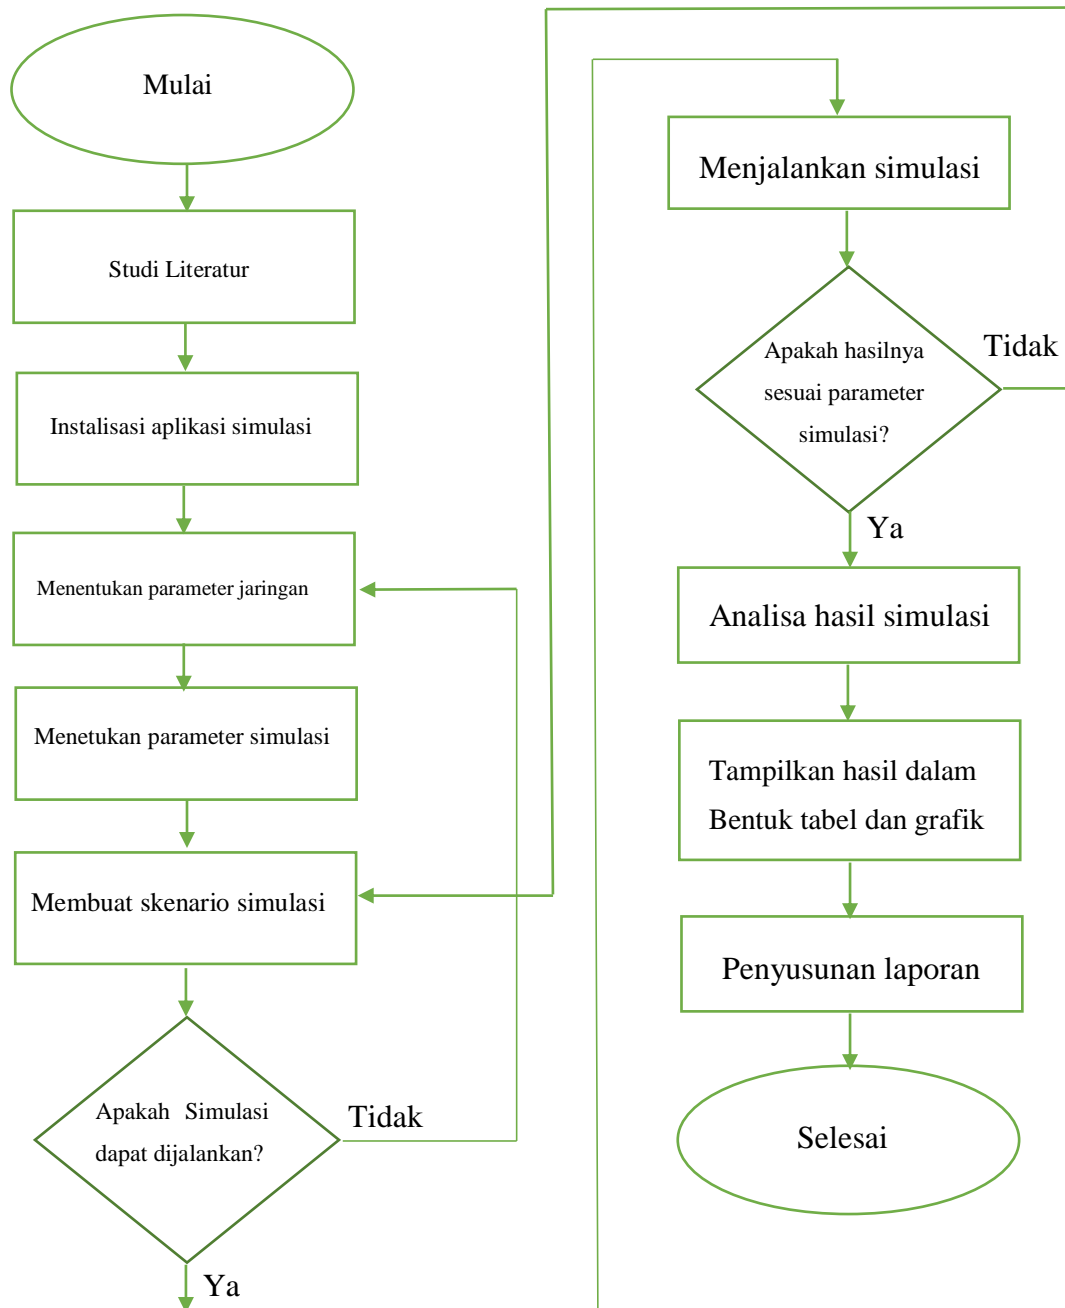 Mulai
Studi Literatur
Instalisasi aplikasi simulasi
Menentukan parameter jaringan
Menetukan parameter simulasi
Membuat skenario simulasi
Apakah Simulasi
dapat dijalankan?
Tidak
Ya
Menjalankan simulasi
Apakah hasilnya
sesuai parameter
simulasi?
Tidak
Ya
Analisa hasil simulasi
Tampilkan hasil dalam
Bentuk tabel dan grafik
Penyusunan laporan
Selesai